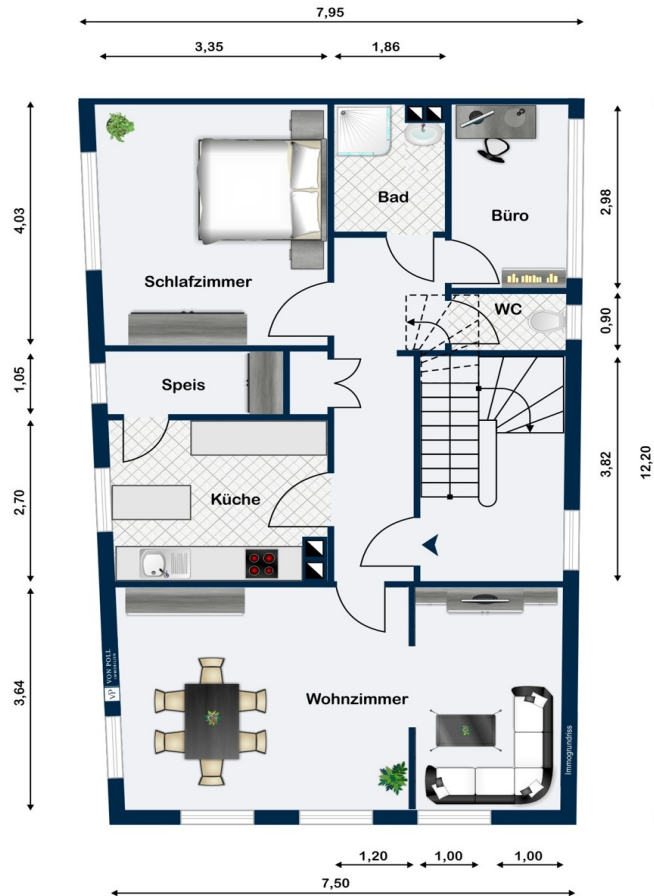 7,95
3,35
1,86
Bad
Büro
Schlafzimmer
WC
Speis
Küche
Wohnzimmer
4,03
1,05
2,70
3,64
2,98
0,90
3,82
12,20
VP VON POLL
IMMOBILIEN
Immogrundriss
1,20
1,00
1,00
7,50